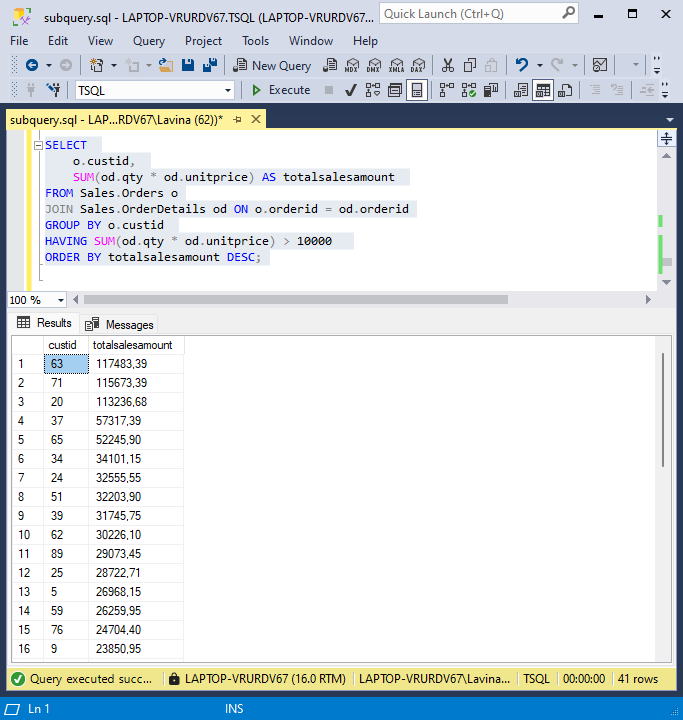 subquery.sql - LAPTOP-VRURDV67.TSQL (LAPTOP-VRURDV67...
Quick Launch (Ctrl+Q)
File Edit View Query Project Tools Window Help
New Query
MDX DMX XMLA DAX
TSQL
Execute
subquery.sql - LAP...RDV67\Lavina (62))*
SELECT
o.custid,
SUM(od.qty * od.unitprice) AS totalsalesamount
FROM Sales.Orders o
JOIN Sales.OrderDetails od ON o.orderid = od.orderid
GROUP BY o.custid
HAVING SUM(od.qty * od.unitprice) > 10000
ORDER BY totalsalesamount DESC;
100 %
Results Messages
custid totalsalesamount
1 63 117483,39
2 71 115673,39
3 20 113236,68
4 37 57317,39
5 65 52245,90
6 34 34101,15
7 24 32555,55
8 51 32203,90
9 39 31745,75
10 62 30226,10
11 89 29073,45
12 25 28722,71
13 5 26968,15
14 59 26259,95
15 76 24704,40
16 9 23850,95
Query executed succ... LAPTOP-VRURDV67 (16.0 RTM) LAPTOP-VRURDV67\Lavina... TSQL 00:00:00 41 rows
Ln 1 INS